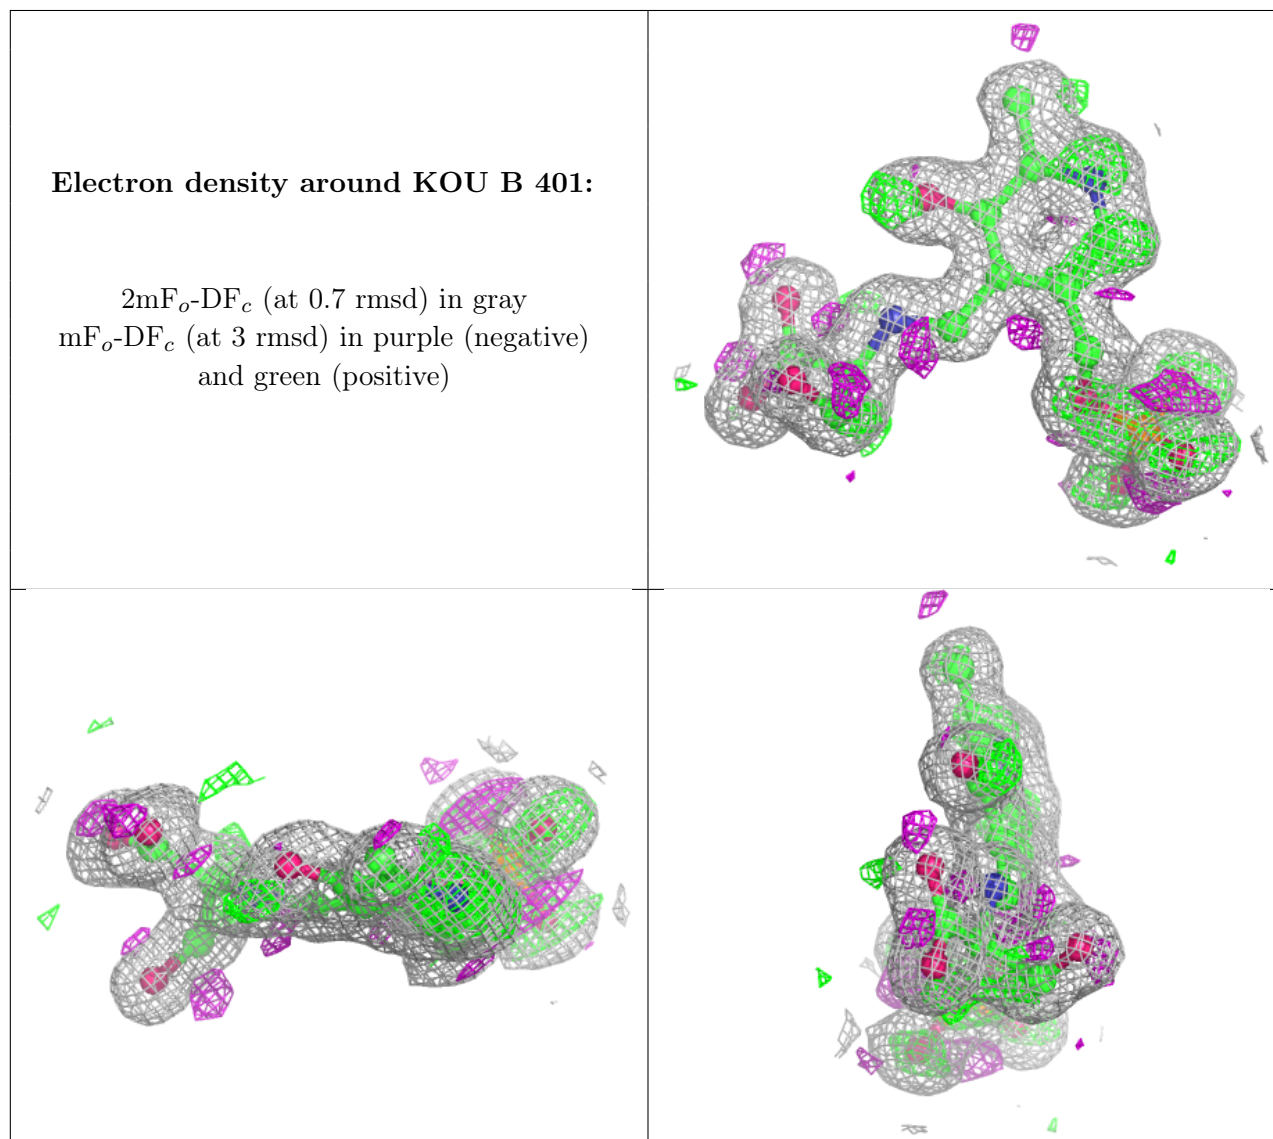 Electron density around KOU B 401:
2mFo-DFc (at 0.7 rmsd) in gray
mFo-DFc (at 3 rmsd) in purple (negative)
and green (positive)